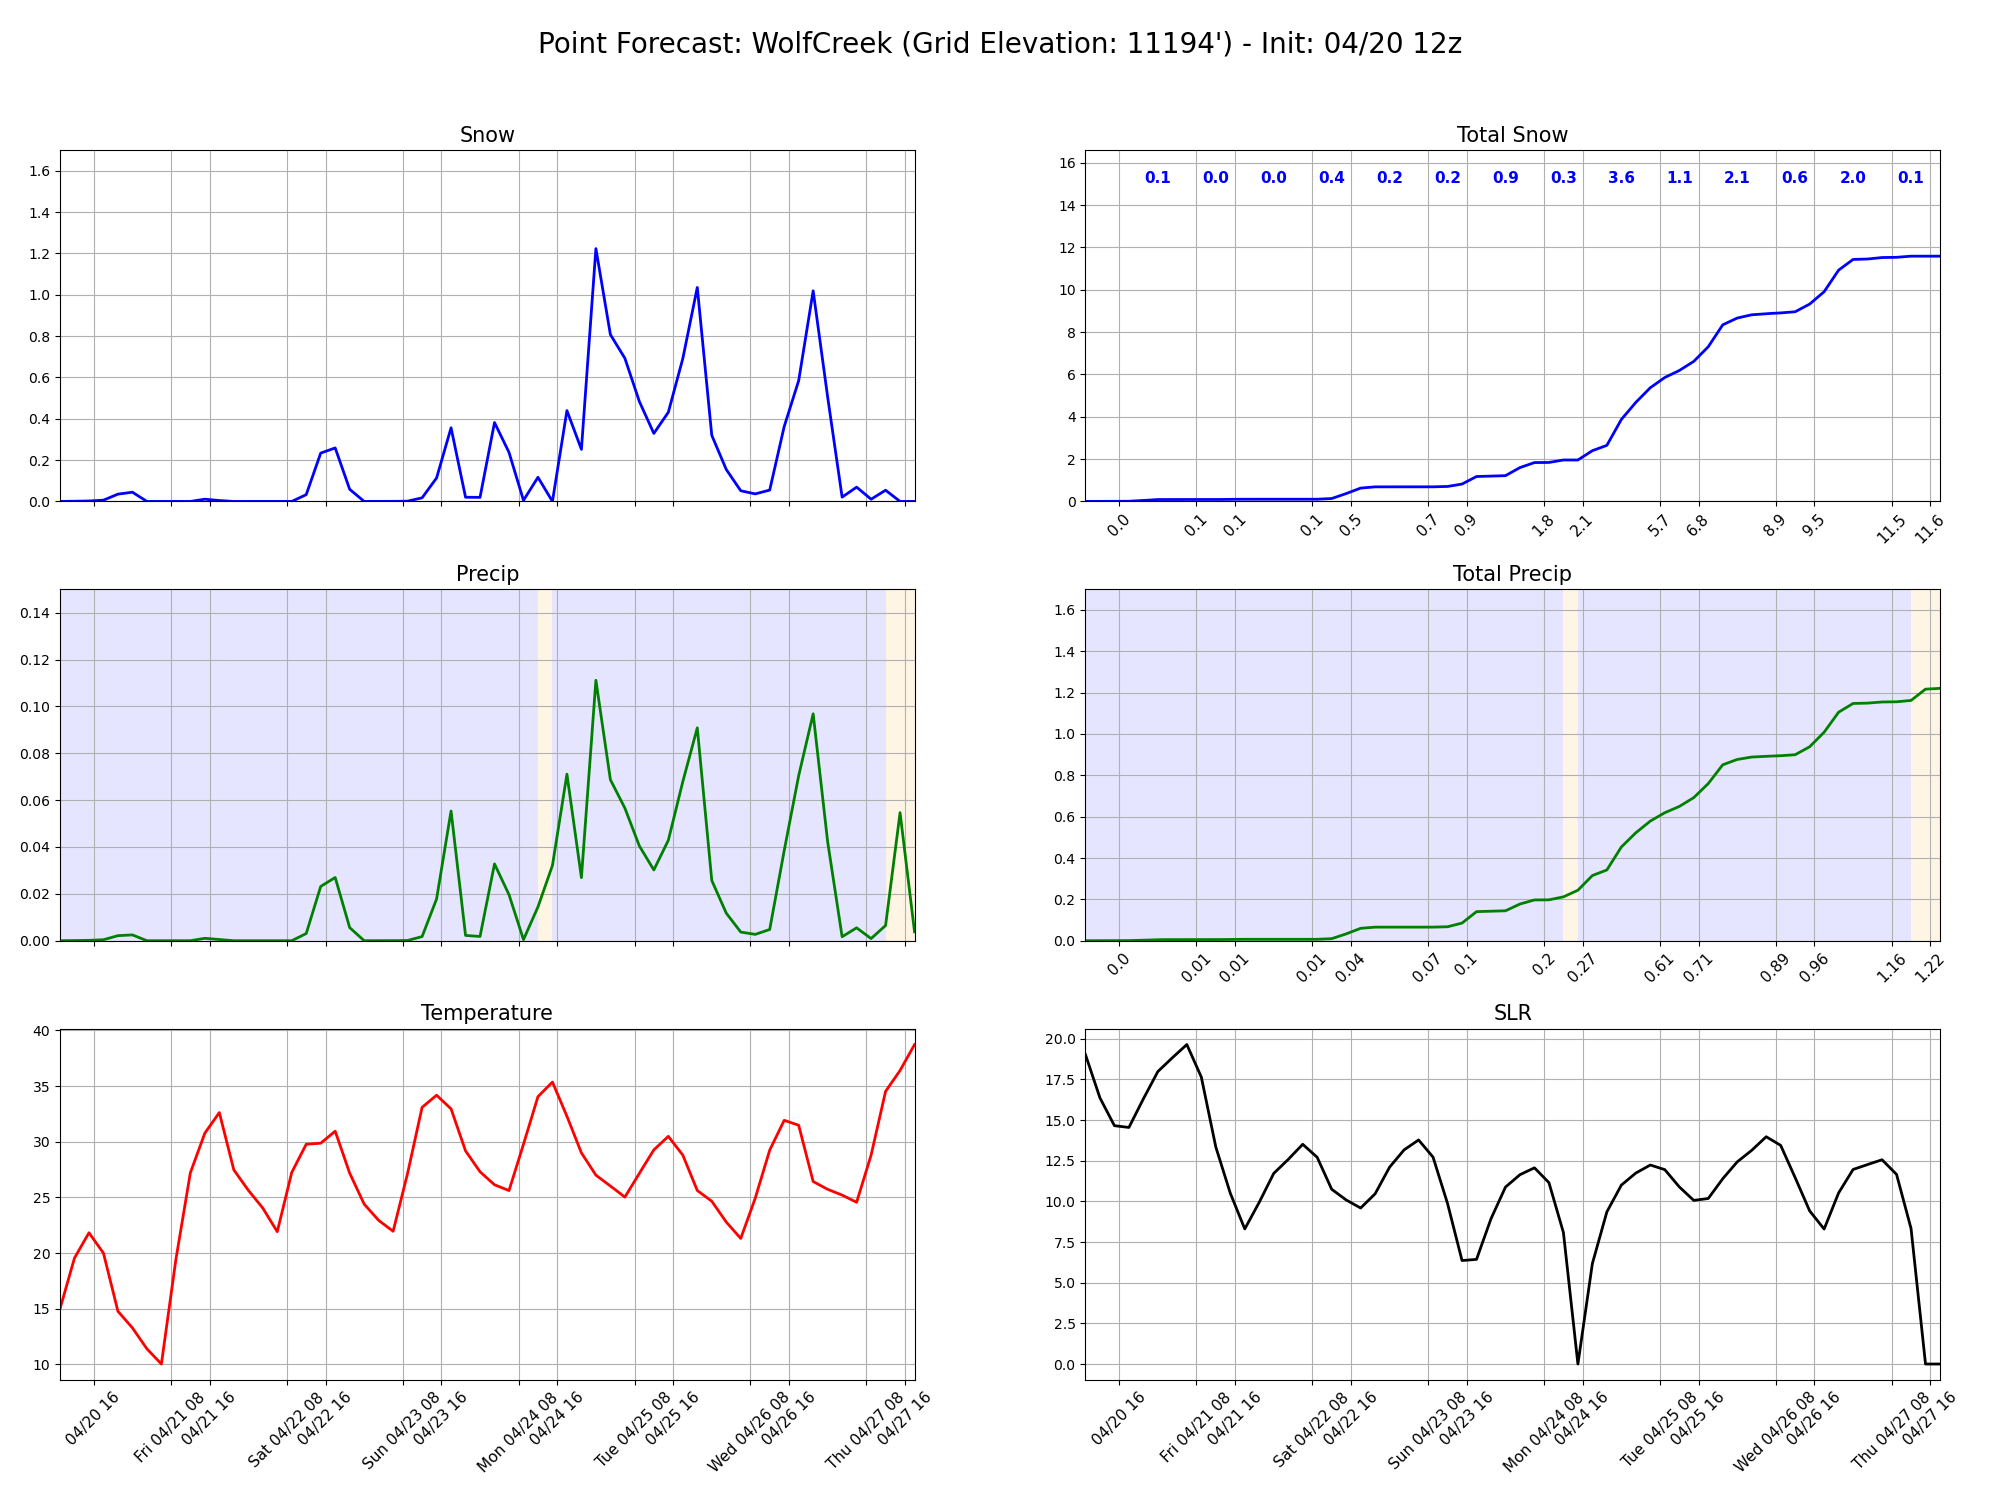 Point Forecast: WolfCreek (Grid Elevation: 11194') - Init: 04/20 12z
Snow
1.6
1.4
1.2
1.0
0.8
0.6
0.4
0.2
0.0
Total Snow
16
14
12
10
8
6
4
2
0
0.1 0.0 0.0 0.4 0.2 0.2 0.9 0.3 3.6 1.1 2.1 0.6 2.0 0.1
0.0 0.1 0.1 0.1 0.5 0.7 0.9 1.8 2.1 5.7 6.8 8.9 9.5 11.5 11.6
Precip
0.14
0.12
0.10
0.08
0.06
0.04
0.02
0.00
Total Precip
1.6
1.4
1.2
1.0
0.8
0.6
0.4
0.2
0.0
0.0 0.01 0.01 0.01 0.04 0.07 0.1 0.2 0.27 0.61 0.71 0.89 0.96 1.16 1.22
Temperature
40
35
30
25
20
15
10
04/20 16
Fri 04/21 08
04/21 16
Sat 04/22 08
04/22 16
Sun 04/23 08
04/23 16
Mon 04/24 08
04/24 16
Tue 04/25 08
04/25 16
Wed 04/26 08
04/26 16
Thu 04/27 08
04/27 16
SLR
20.0
17.5
15.0
12.5
10.0
7.5
5.0
2.5
0.0
04/20 16
Fri 04/21 08
04/21 16
Sat 04/22 08
04/22 16
Sun 04/23 08
04/23 16
Mon 04/24 08
04/24 16
Tue 04/25 08
04/25 16
Wed 04/26 08
04/26 16
Thu 04/27 08
04/27 16